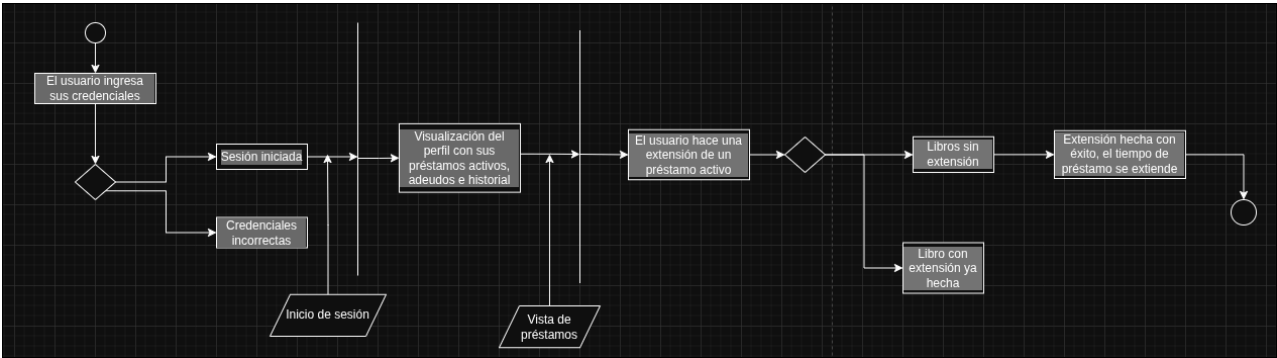 El usuario ingresa
sus credenciales
Sesión iniciada
Credenciales
incorrectas
Inicio de sesión
Visualización del
perfil con sus
préstamos activos,
adeudos e historial
Vista de
préstamos
El usuario hace una
extensión de un
préstamo activo
Libros sin
extensión
Libro con
extensión ya
hecha
Extensión hecha con
éxito, el tiempo de
préstamo se extiende